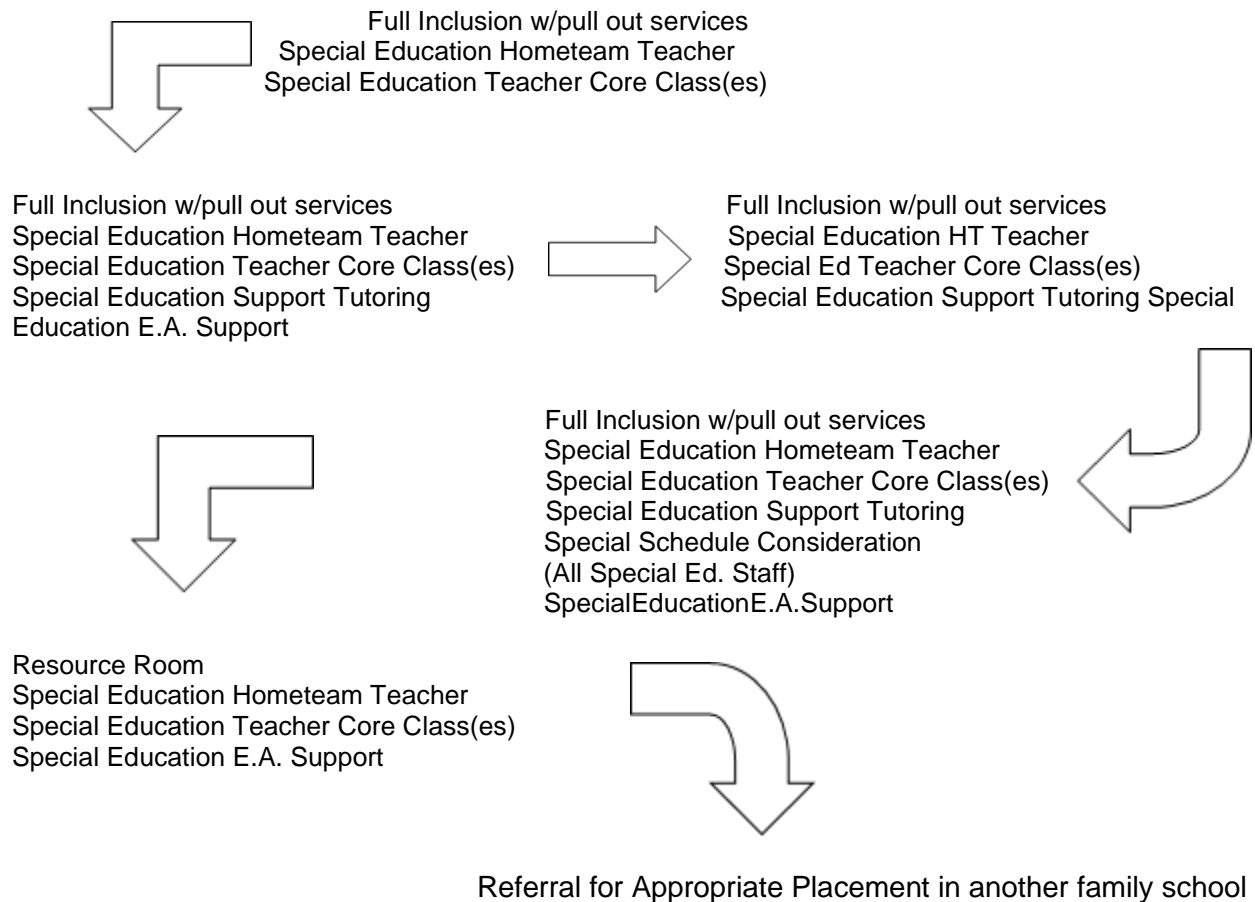 Full Inclusion w/pull out services
Special Education Hometeam Teacher
Special Education Teacher Core Class(es)
Full Inclusion w/pull out services
Special Education Hometeam Teacher
Special Education Teacher Core Class(es)
Special Education Support Tutoring
Education E.A. Support
Full Inclusion w/pull out services
Special Education HT Teacher
Special Ed Teacher Core Class(es)
Special Education Support Tutoring Special
Full Inclusion w/pull out services
Special Education Hometeam Teacher
Special Education Teacher Core Class(es)
Special Education Support Tutoring
Special Schedule Consideration
(All Special Ed. Staff)
SpecialEducationE.A.Support
Resource Room
Special Education Hometeam Teacher
Special Education Teacher Core Class(es)
Special Education E.A. Support
Referral for Appropriate Placement in another family school